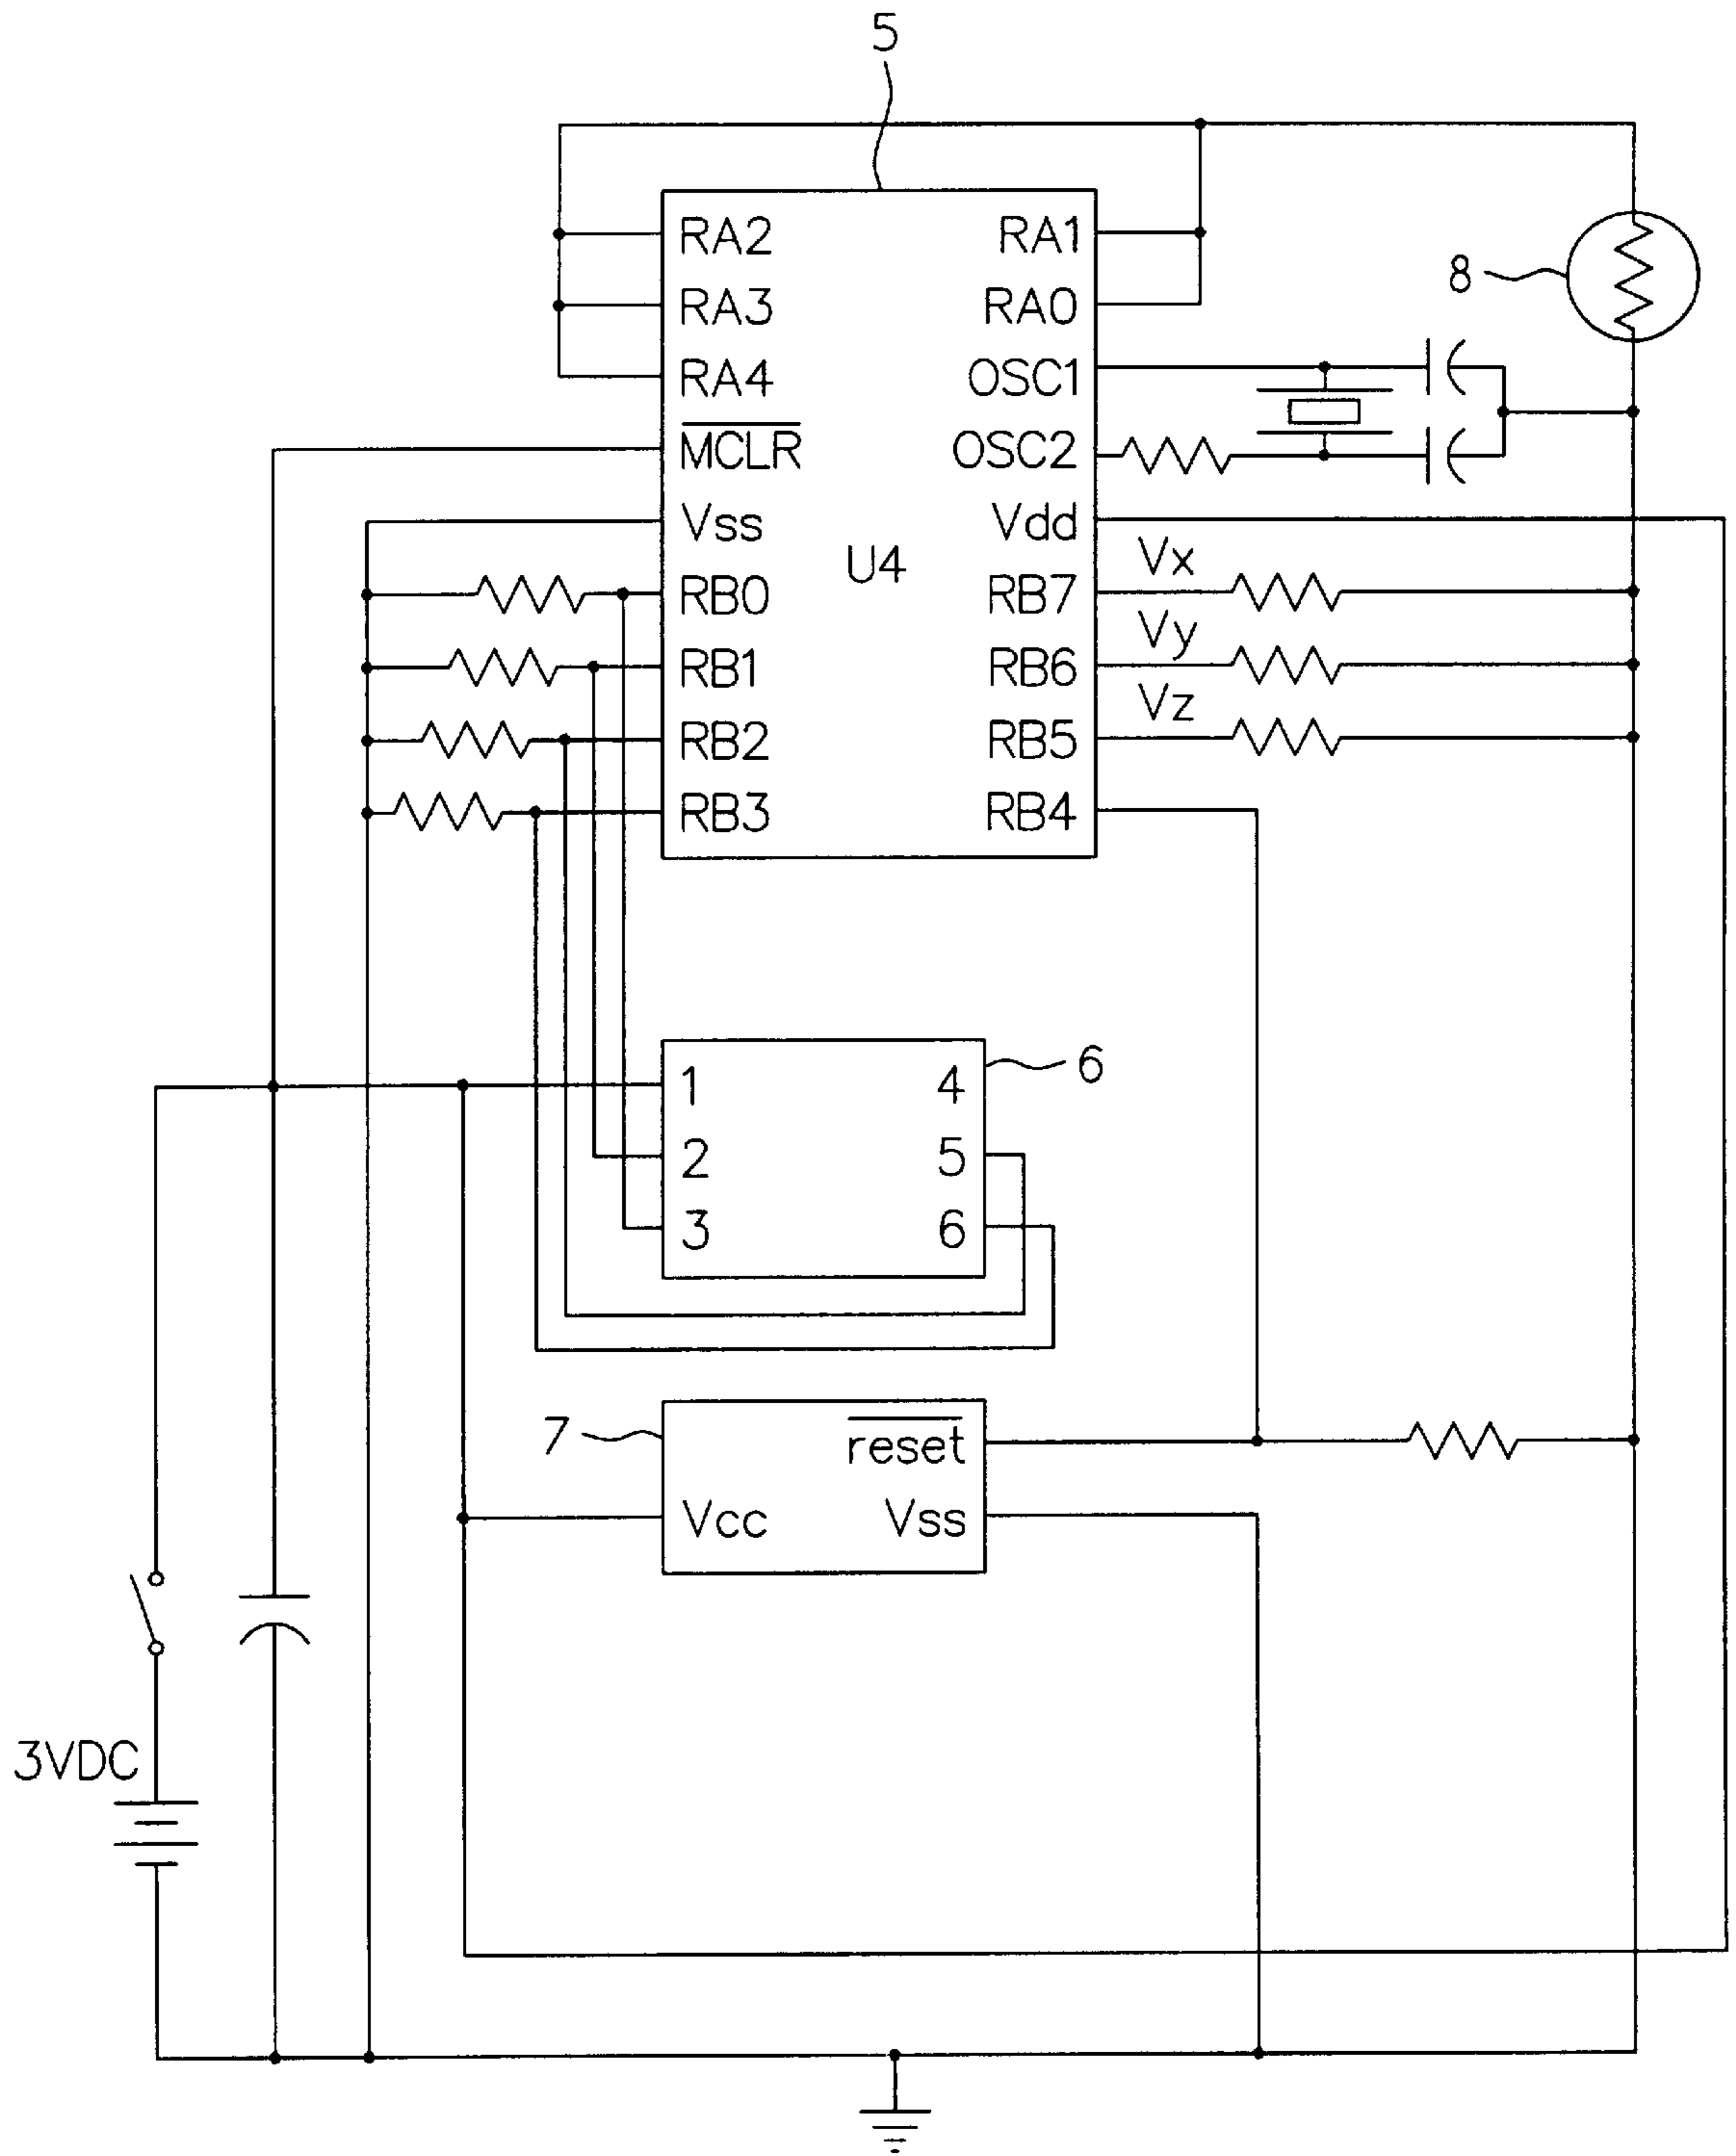 5
RA2 RA1
RA3 RA0
8
RA4 OSC1
MCLR OSC2
Vss Vdd
U4
Vx
RB0 RB7
Vy
RB1 RB6
Vz
RB2 RB5
RB3 RB4
6
1 4
2 5
3 6
7
reset
Vcc Vss
3VDC